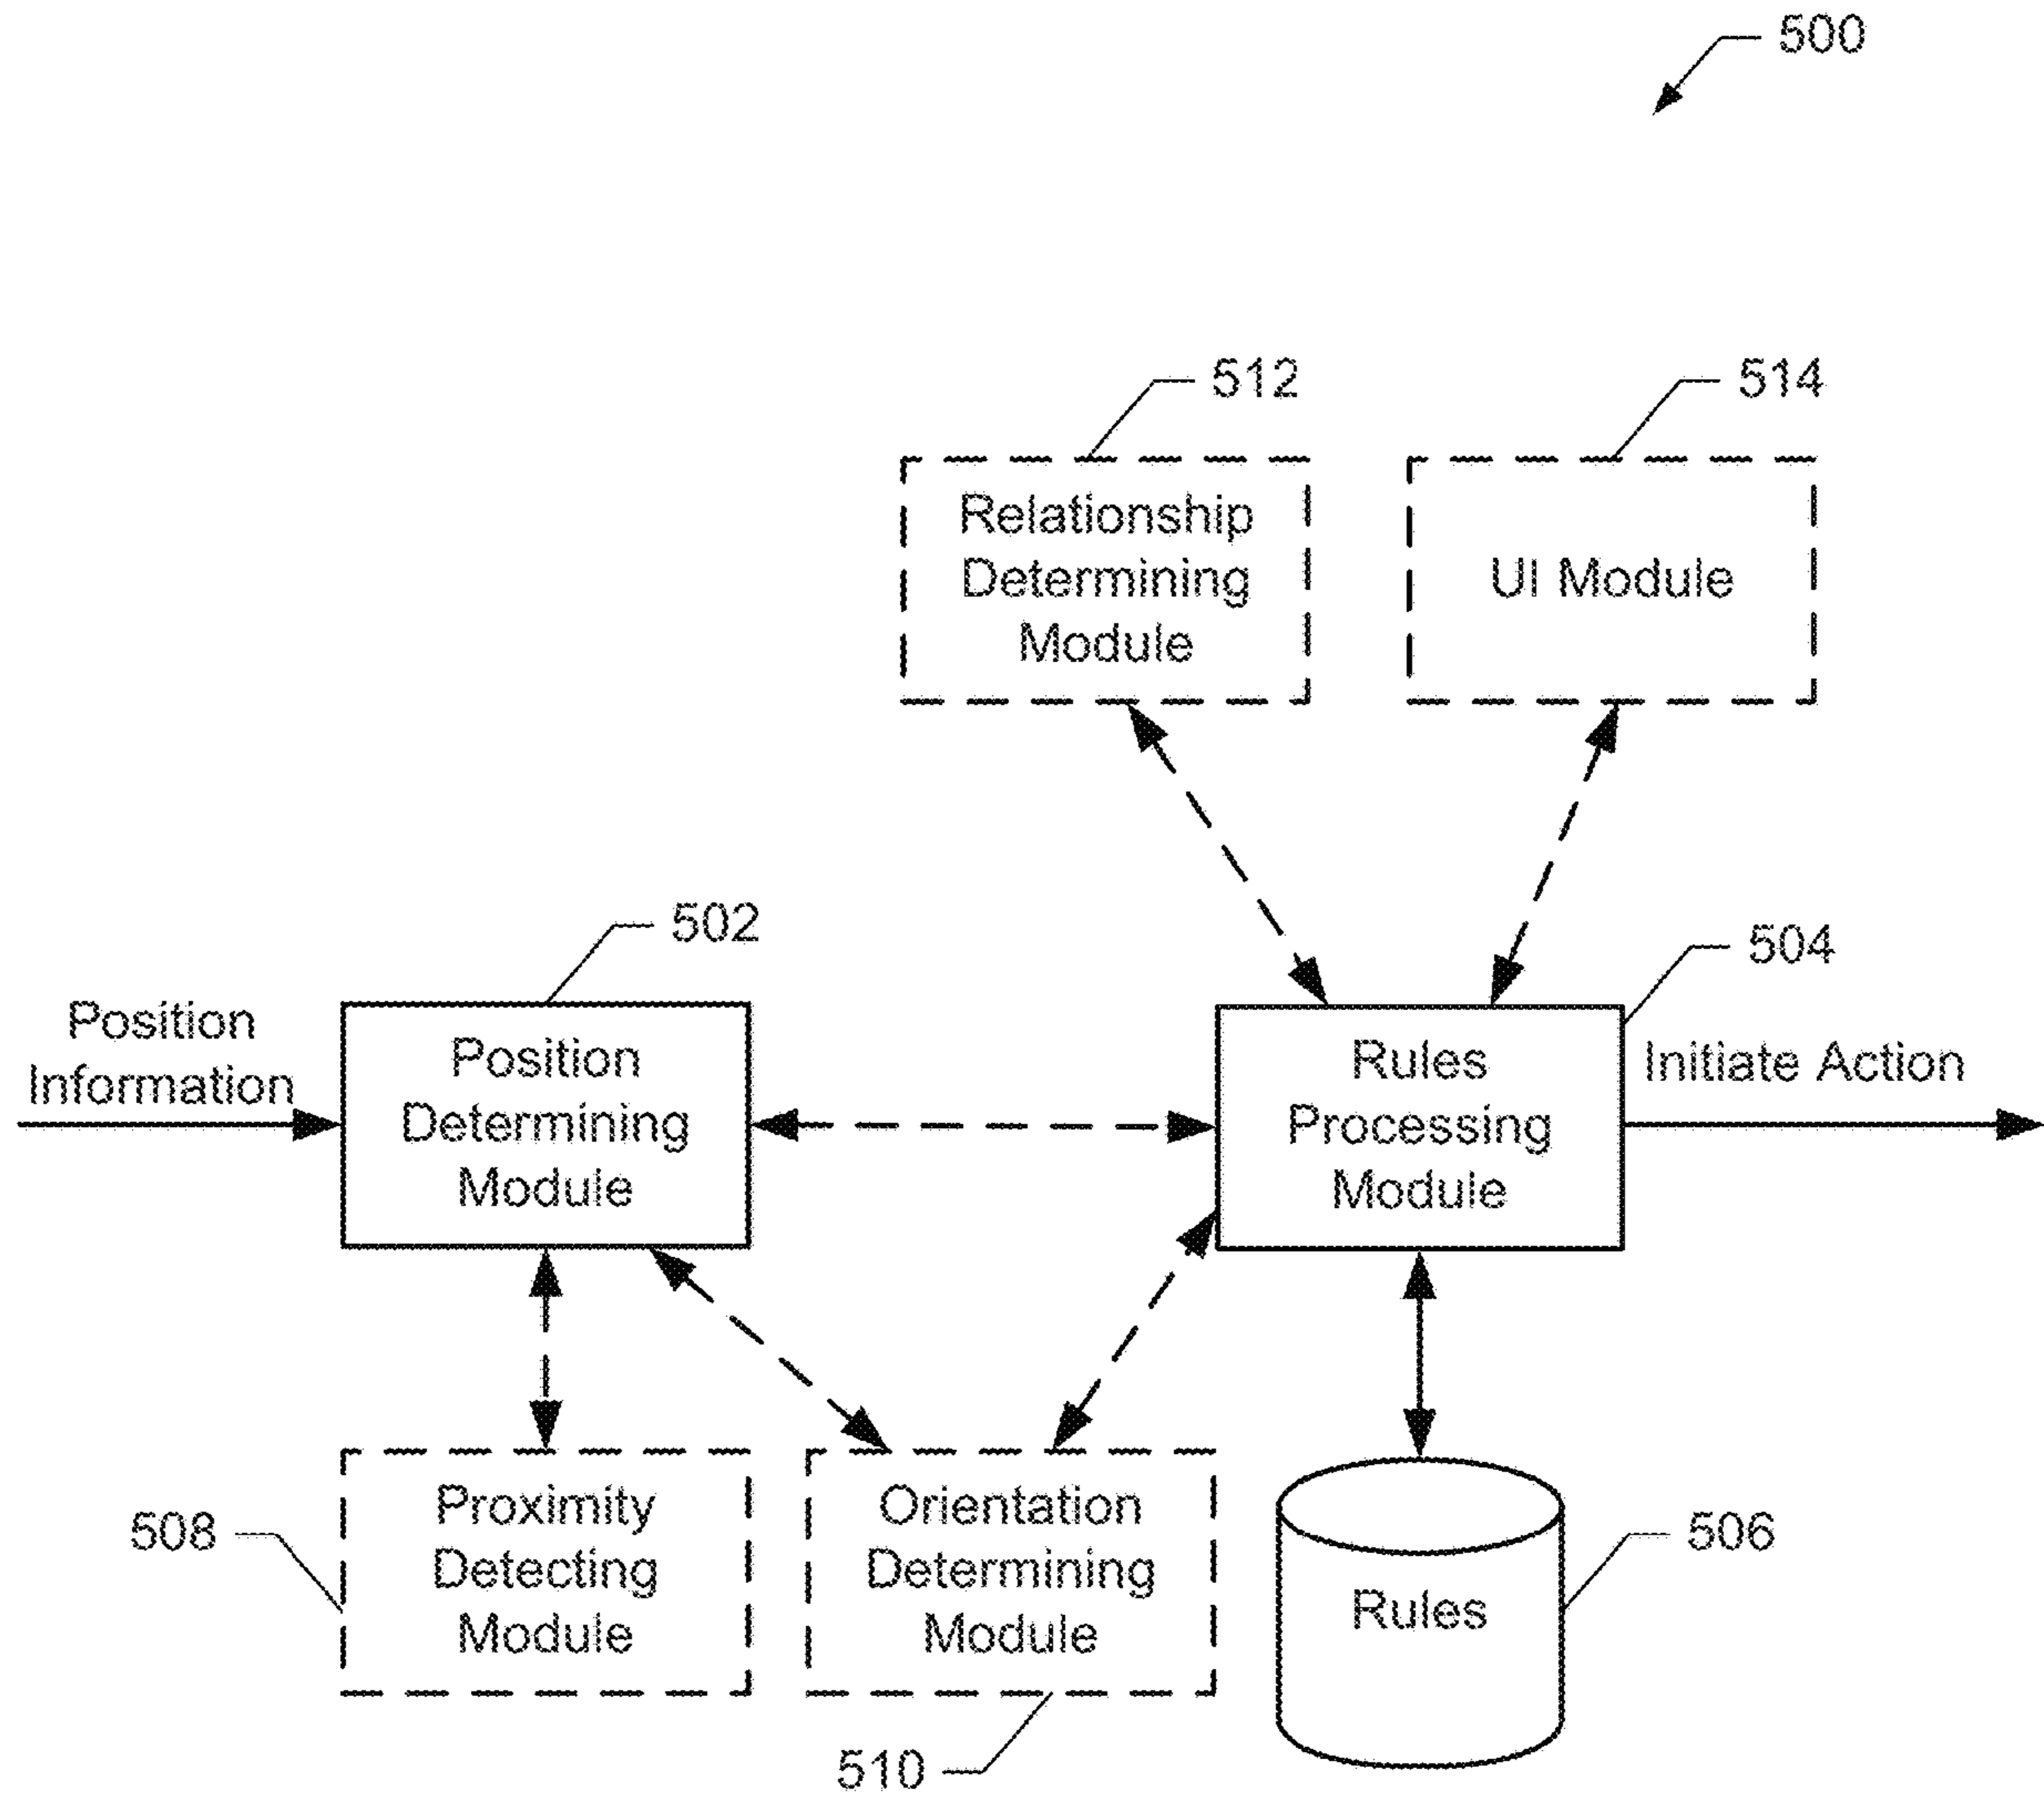 500
512
514
Relationship
Determining
Module
UI Module
502
504
Position
Information
Position
Determining
Module
Rules
Processing
Module
Initiate Action
508
Proximity
Detecting
Module
Orientation
Determining
Module
506
Rules
510